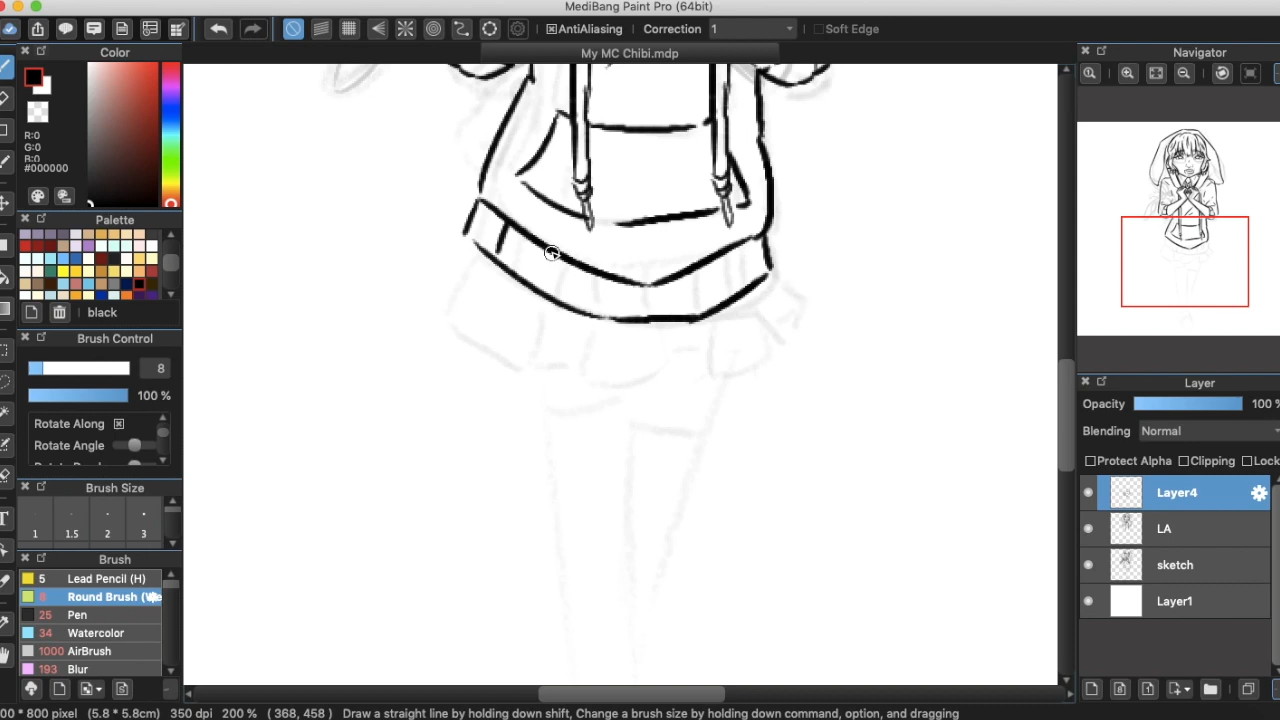 MediBang Paint Pro (64bit)
AntiAliasing Correction 1 Soft Edge
My MC Chibi.mdp
Color
R:0
G:0
B:0
#000000
Palette
black
Brush Control
8
100 %
Rotate Along
Rotate Angle
Brush Size
1 1.5 2 3
Brush
5 Lead Pencil (H)
8 Round Brush (
25 Pen
34 Watercolor
1000 AirBrush
193 Blur
Navigator
Layer
Opacity 100 %
Blending Normal
Protect Alpha Clipping Lock
Layer4
LA
sketch
Layer1
00 * 800 pixel (5.8 * 5.8cm) 350 dpi 200 % ( 368, 458 ) Draw a straight line by holding down shift, Change a brush size by holding down command, option, and dragging